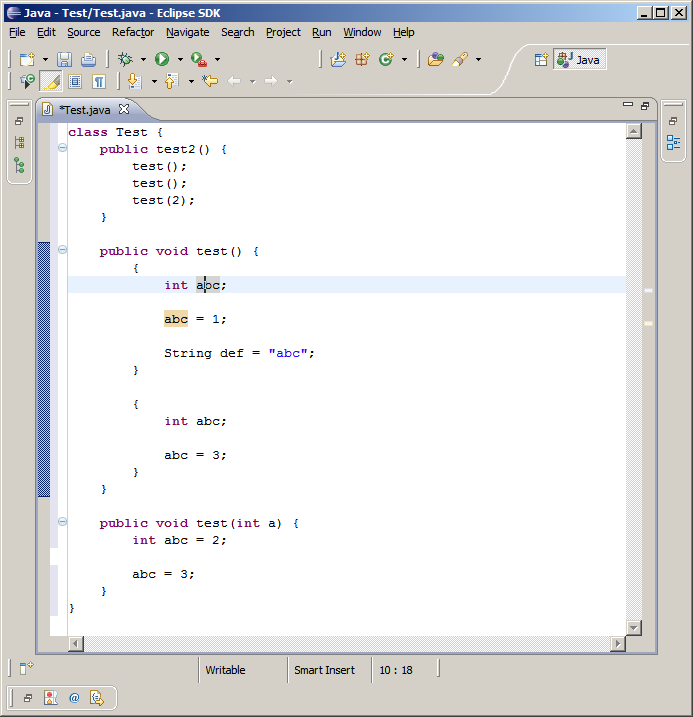 Java - Test/Test.java - Eclipse SDK
File Edit Source Refactor Navigate Search Project Run Window Help
Java
*Test.java
class Test {
public test2() {
test();
test();
test(2);
}
public void test() {
{
int abc;
abc = 1;
String def = "abc";
}
{
int abc;
abc = 3;
}
}
public void test(int a) {
int abc = 2;
abc = 3;
}
}
Writable Smart Insert 10 : 18